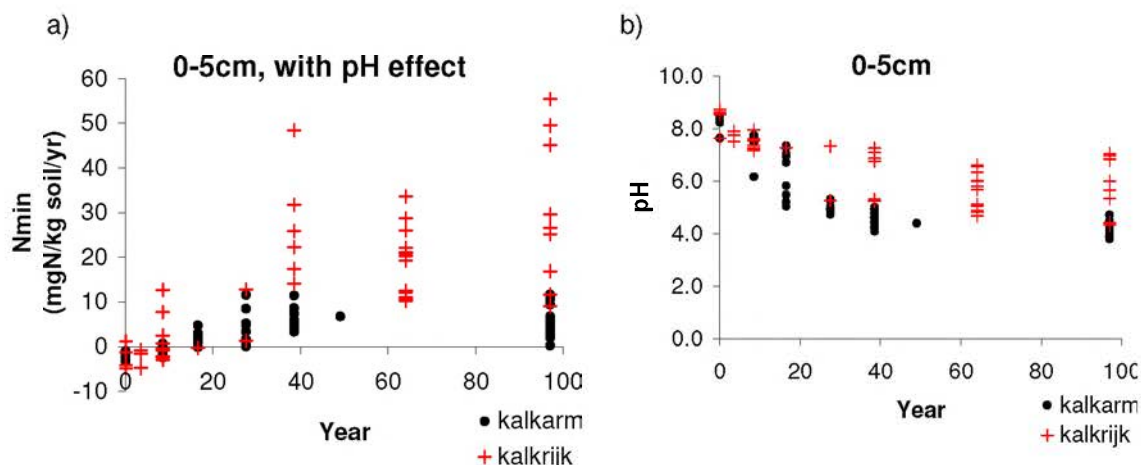 a)
0-5cm, with pH effect
60
50
40
30
20
10
0
-10
Nmin
(mgN/kg soil/yr)
0 20 40 60 80 100
Year
kalkarm
kalkrijk
b)
0-5cm
10.0
8.0
6.0
4.0
2.0
0.0
pH
0 20 40 60 80 100
Year
kalkarm
kalkrijk